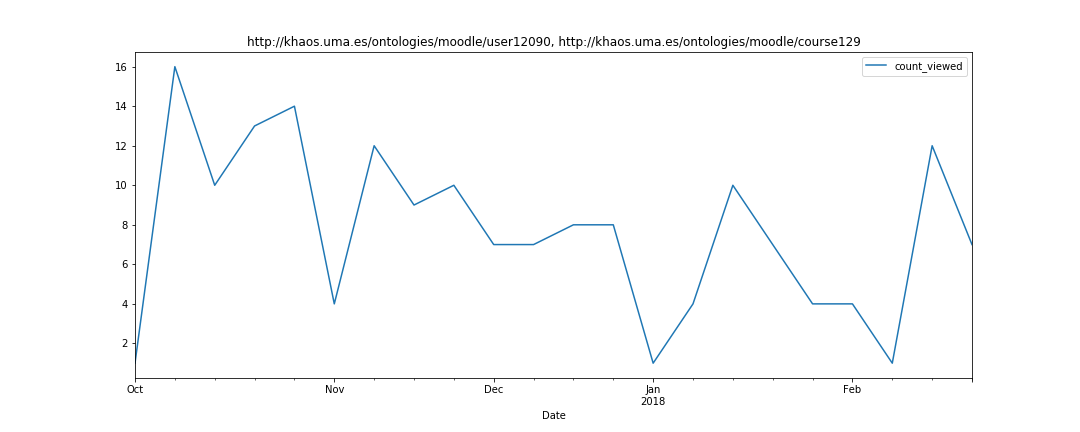 http://khaos.uma.es/ontologies/moodle/user12090, http://khaos.uma.es/ontologies/moodle/course129
count_viewed
16
14
12
10
8
6
4
2
Oct Nov Dec Jan Feb
2018
Date